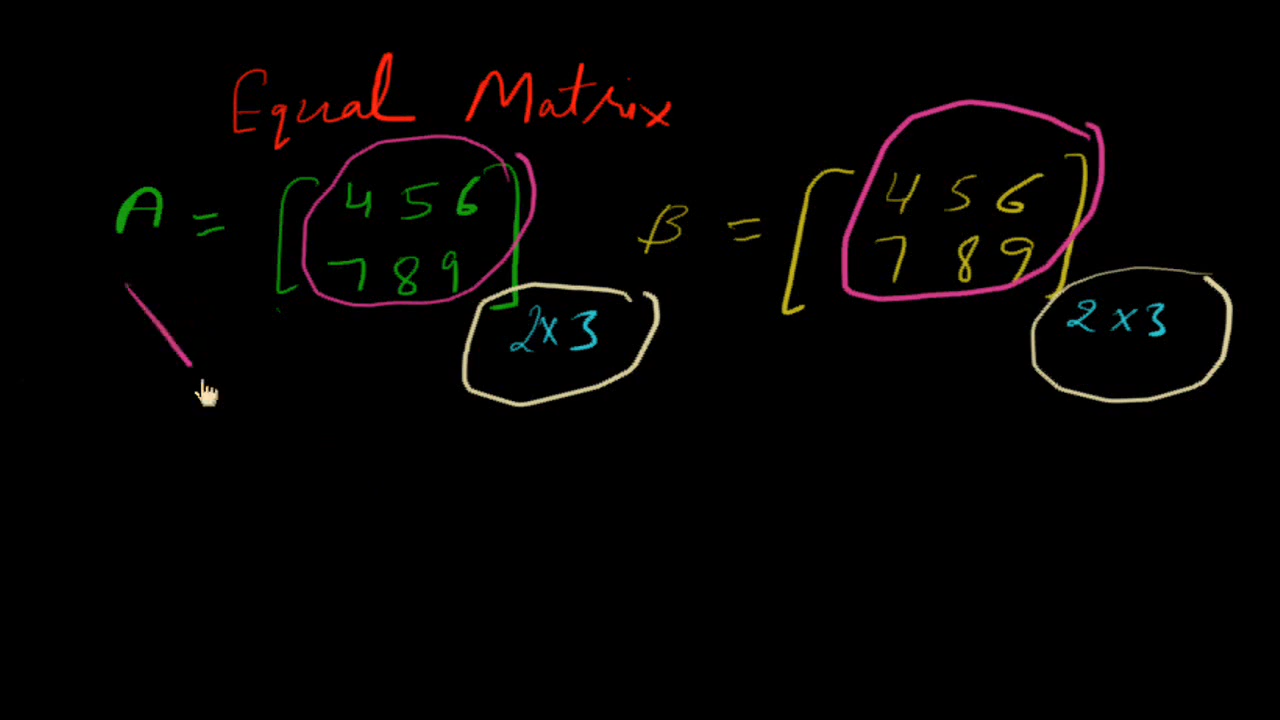 Equal Matrix
A = [ 4 5 6 B = [ 4 5 6 ]
7 8 9 ] 7 8 9
2x3 2x3